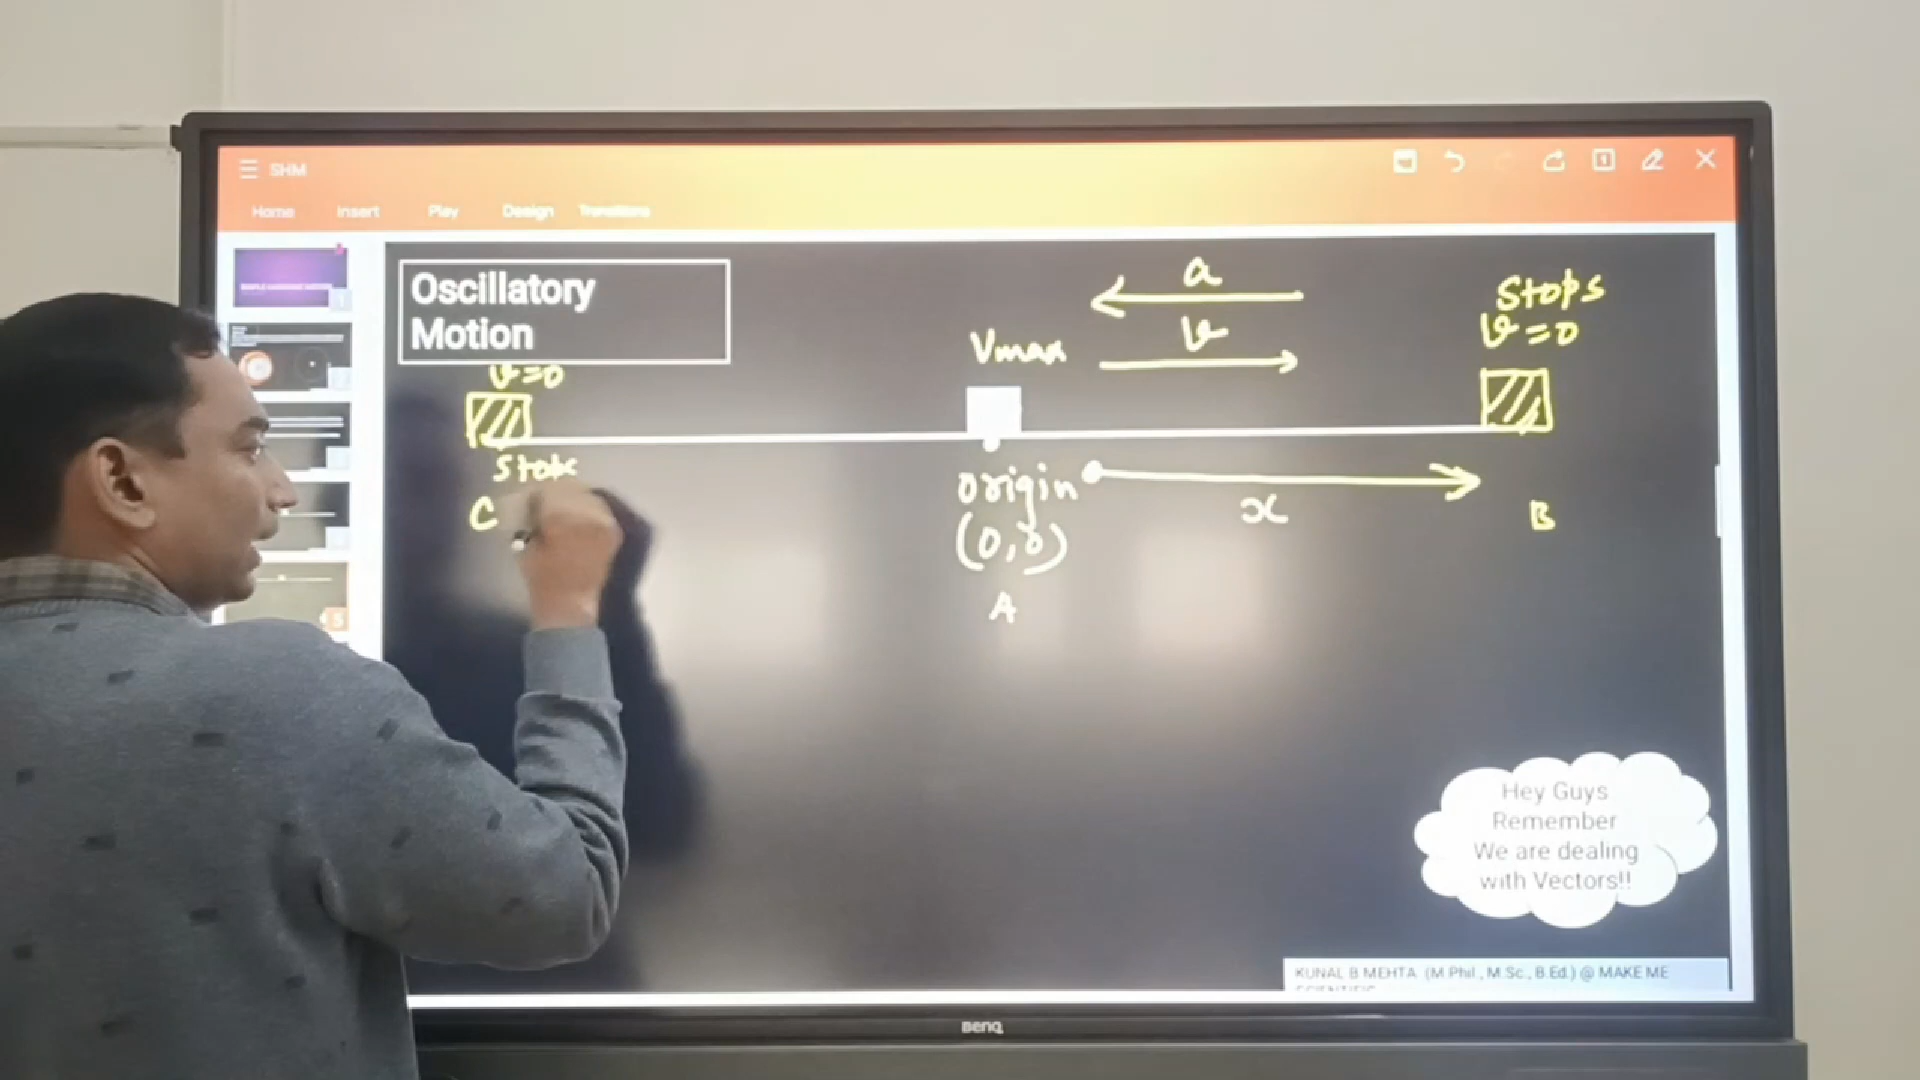 SHM
Home Insert Play Design Transitions
Oscillatory
Motion
a
v
Vmax
Stops
v=0
v=0
Stops
C
origin
(0,0)
A
x
B
Hey Guys
Remember
We are dealing
with Vectors!!
KUNAL B MEHTA (M.Phil., M.Sc., B.Ed.) @ MAKE ME
SCIENTIFIC
BenQ